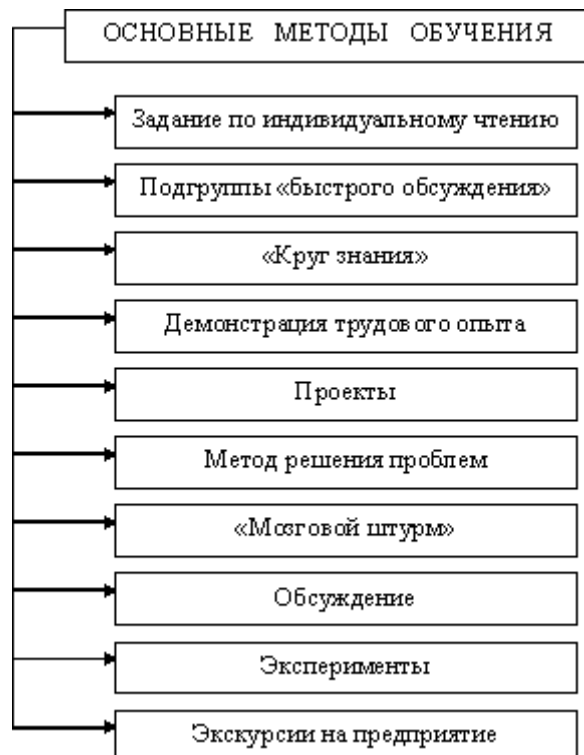 ОСНОВНЫЕ МЕТОДЫ ОБУЧЕНИЯ
Задание по индивидуальному чтению
Подгруппы «быстрого обсуждения»
«Круг знания»
Демонстрация трудового опыта
Проекты
Метод решения проблем
«Мозговой штурм»
Обсуждение
Эксперименты
Экскурсии на предприятие